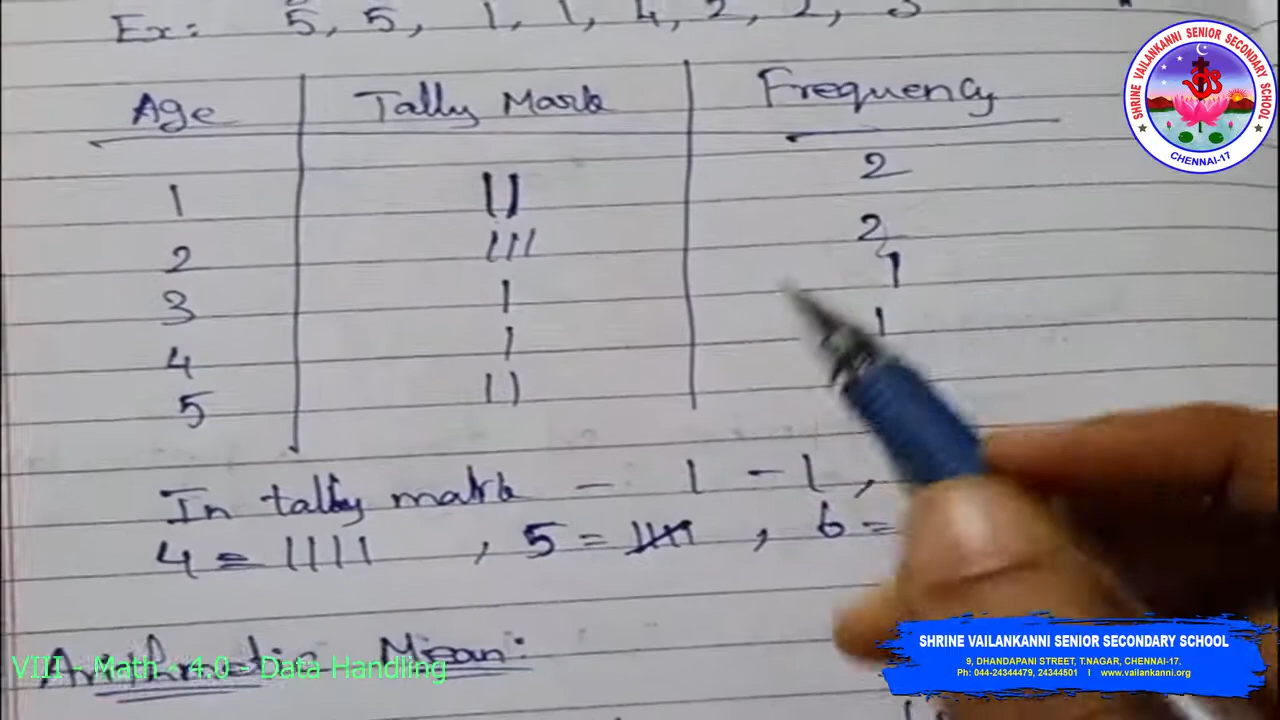 Ex: 5, 5, 1, 1, 4, 2, 2, 3
Age Tally Mark Frequency
1 || 2
2 ||| 2
3 | 1
4 | 1
5 ||
In tally mark - 1 - |,
4 = |||| , 5 = , 6 =
Arithmetic Mean:
VIII - Math - 4.0 - Data Handling
SHRINE VAILANKANNI SENIOR SECONDARY SCHOOL
CHENNAI-17
SHRINE VAILANKANNI SENIOR SECONDARY SCHOOL
9, DHANDAPANI STREET, T.NAGAR, CHENNAI-17.
Ph: 044-24344479, 24344501 I www.vailankanni.org